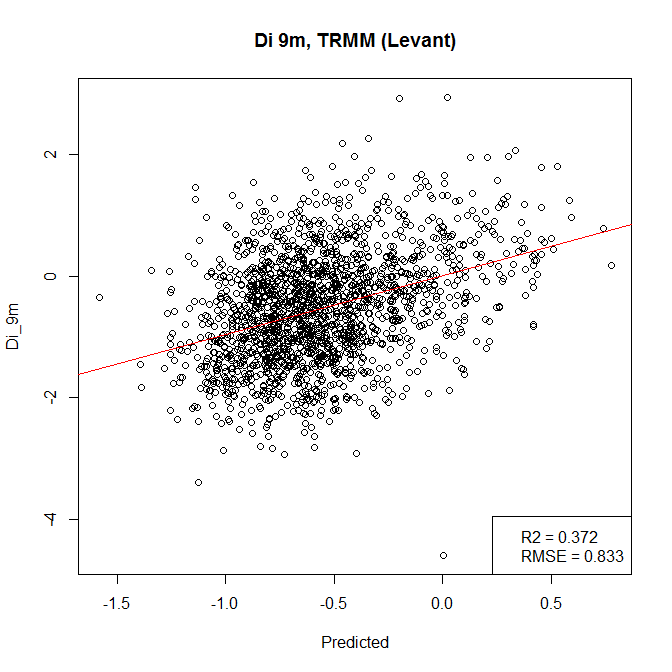 Di 9m, TRMM (Levant)
Di_9m
2
0
-2
-4
R2 = 0.372
RMSE = 0.833
-1.5 -1.0 -0.5 0.0 0.5
Predicted